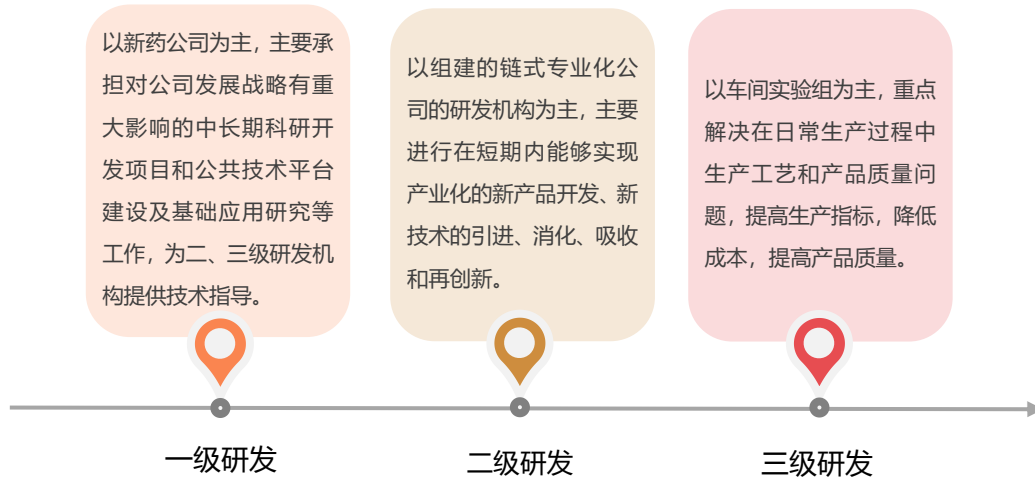 以新药公司为主，主要承
担对公司发展战略有重
大影响的中长期科研开
发项目和公共技术平台
建设及基础应用研究等
工作，为二、三级研发机
构提供技术指导。
以组建的链式专业化公
司的研发机构为主，主要
进行在短期内能够实现
产业化的新产品开发、新
技术的引进、消化、吸收
和再创新。
以车间实验组为主，重点
解决在日常生产过程中
生产工艺和产品质量问
题，提高生产指标，降低
成本，提高产品质量。
一级研发
二级研发
三级研发